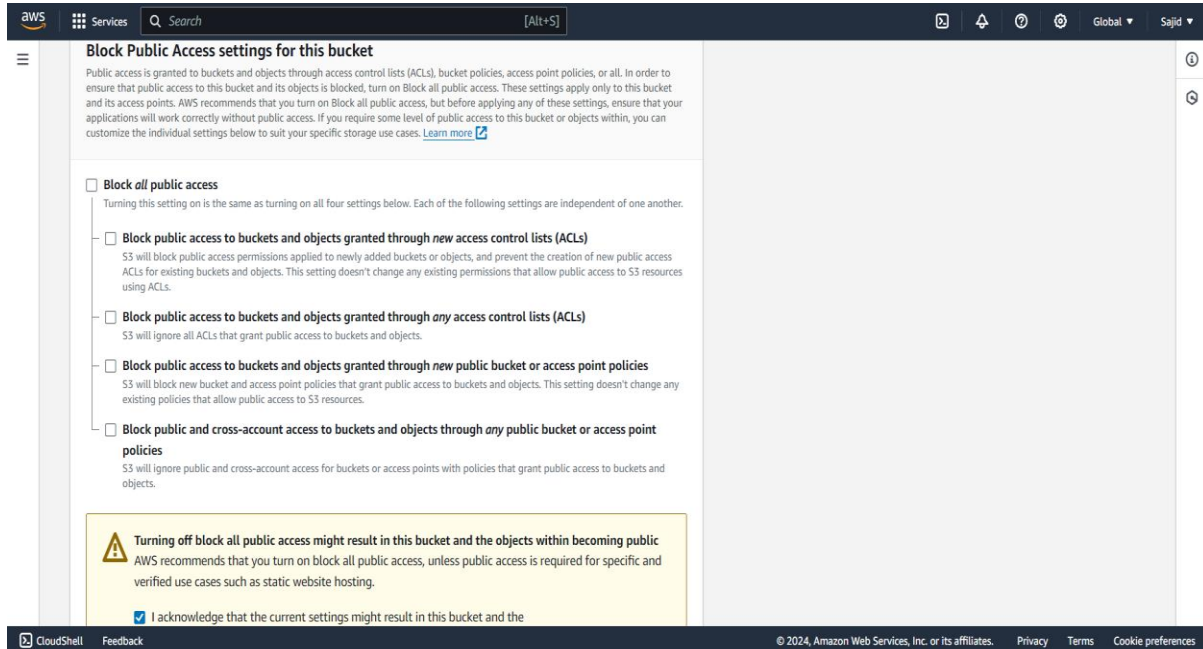 aws
Services
Search
[Alt+S]
Global
Sajid
Block Public Access settings for this bucket
Public access is granted to buckets and objects through access control lists (ACLs), bucket policies, access point policies, or all. In order to
ensure that public access to this bucket and its objects is blocked, turn on Block all public access. These settings apply only to this bucket
and its access points. AWS recommends that you turn on Block all public access, but before applying any of these settings, ensure that your
applications will work correctly without public access. If you require some level of public access to this bucket or objects within, you can
customize the individual settings below to suit your specific storage use cases. Learn more
Block all public access
Turning this setting on is the same as turning on all four settings below. Each of the following settings are independent of one another.
Block public access to buckets and objects granted through new access control lists (ACLs)
S3 will block public access permissions applied to newly added buckets or objects, and prevent the creation of new public access
ACLs for existing buckets and objects. This setting doesn't change any existing permissions that allow public access to S3 resources
using ACLs.
Block public access to buckets and objects granted through any access control lists (ACLs)
S3 will ignore all ACLs that grant public access to buckets and objects.
Block public access to buckets and objects granted through new public bucket or access point policies
S3 will block new bucket and access point policies that grant public access to buckets and objects. This setting doesn't change any
existing policies that allow public access to S3 resources.
Block public and cross-account access to buckets and objects through any public bucket or access point
policies
S3 will ignore public and cross-account access for buckets or access points with policies that grant public access to buckets and
objects.
Turning off block all public access might result in this bucket and the objects within becoming public
AWS recommends that you turn on block all public access, unless public access is required for specific and
verified use cases such as static website hosting.
I acknowledge that the current settings might result in this bucket and the
CloudShell
Feedback
© 2024, Amazon Web Services, Inc. or its affiliates.
Privacy
Terms
Cookie preferences